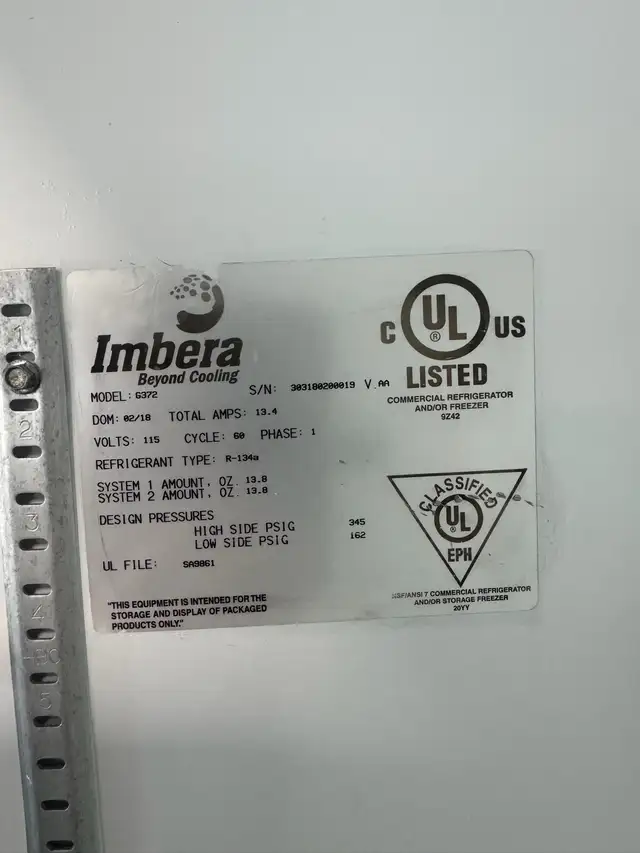 Imbera
Beyond Cooling
MODEL: G372 S/N: 303180200019 V.AA
DOM: 02/18 TOTAL AMPS: 13.4
VOLTS: 115 CYCLE: 60 PHASE: 1
REFRIGERANT TYPE: R-134a
SYSTEM 1 AMOUNT, OZ. 13.8
SYSTEM 2 AMOUNT, OZ. 13.8
DESIGN PRESSURES
HIGH SIDE PSIG 345
LOW SIDE PSIG 162
UL FILE: SA9861
"THIS EQUIPMENT IS INTENDED FOR THE
STORAGE AND DISPLAY OF PACKAGED
PRODUCTS ONLY."
C UL ® US
LISTED
COMMERCIAL REFRIGERATOR
AND/OR FREEZER
9Z42
CLASSIFIED
UL ®
EPH
NSF/ANSI 7 COMMERCIAL REFRIGERATOR
AND/OR STORAGE FREEZER
20YY
1
2
3
4
5